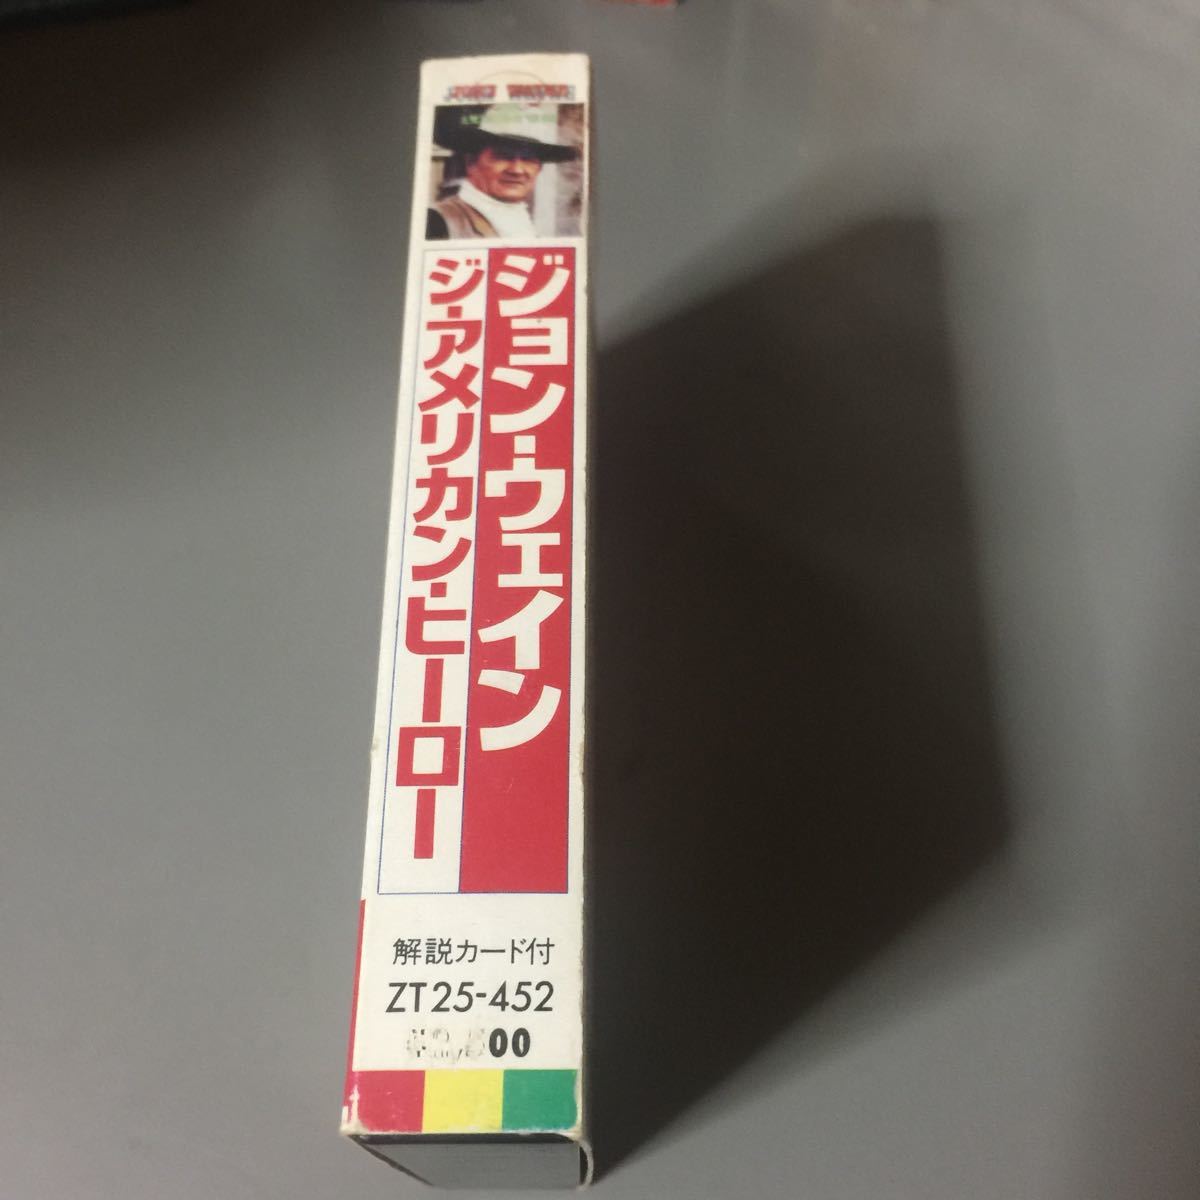 ジョン・ウェイン
ジ・アメリカン・ヒーロー
解説カード付
ZT25-452
00